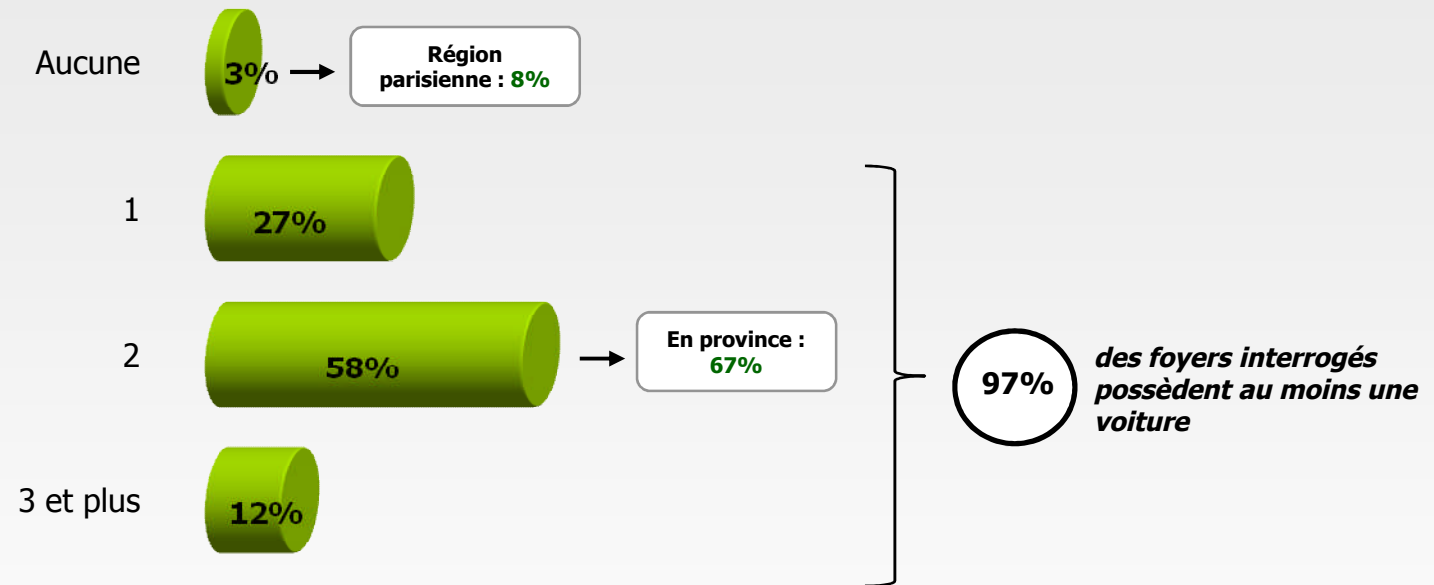 Aucune
3%
Région
parisienne : 8%
1
27%
2
58%
En province :
67%
3 et plus
12%
97%
des foyers interrogés
possèdent au moins une
voiture